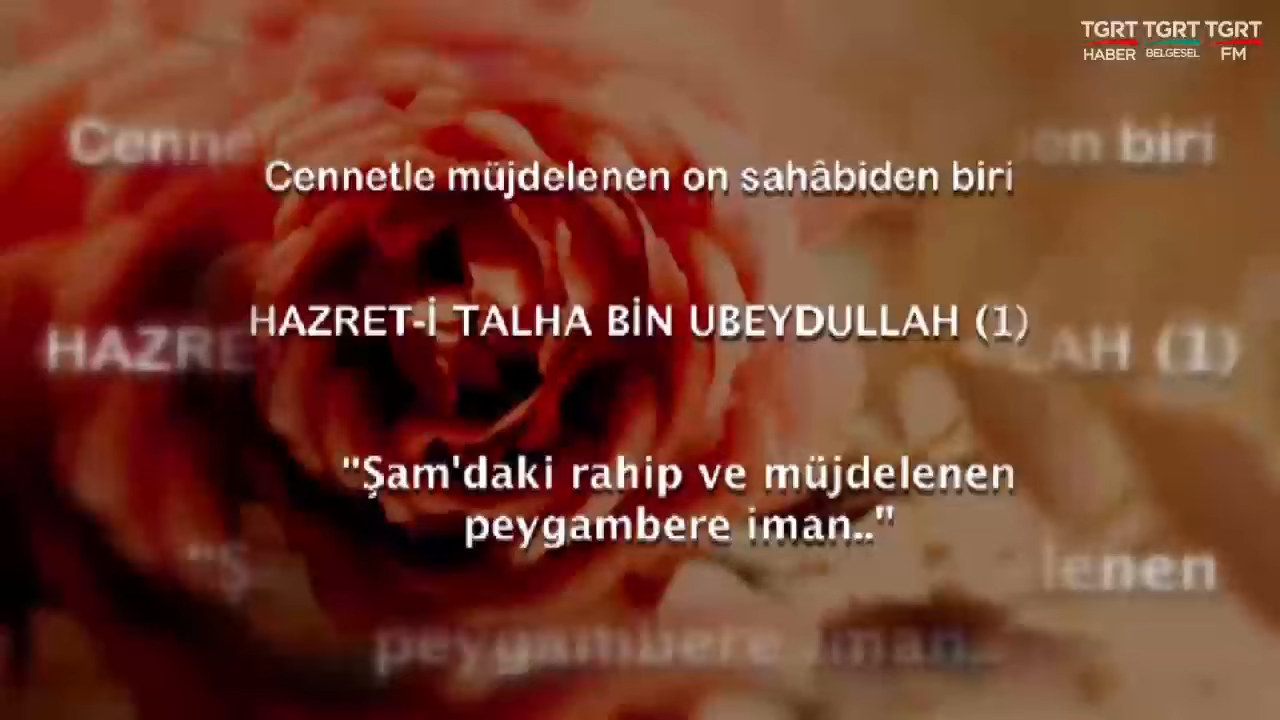 TGRT TGRT TGRT
HABER BELGESEL FM
Cennetle müjdelenen on sahâbiden biri
HAZRET-İ TALHA BİN UBEYDULLAH (1)
"Şam'daki rahip ve müjdelenen
peygambere iman.."